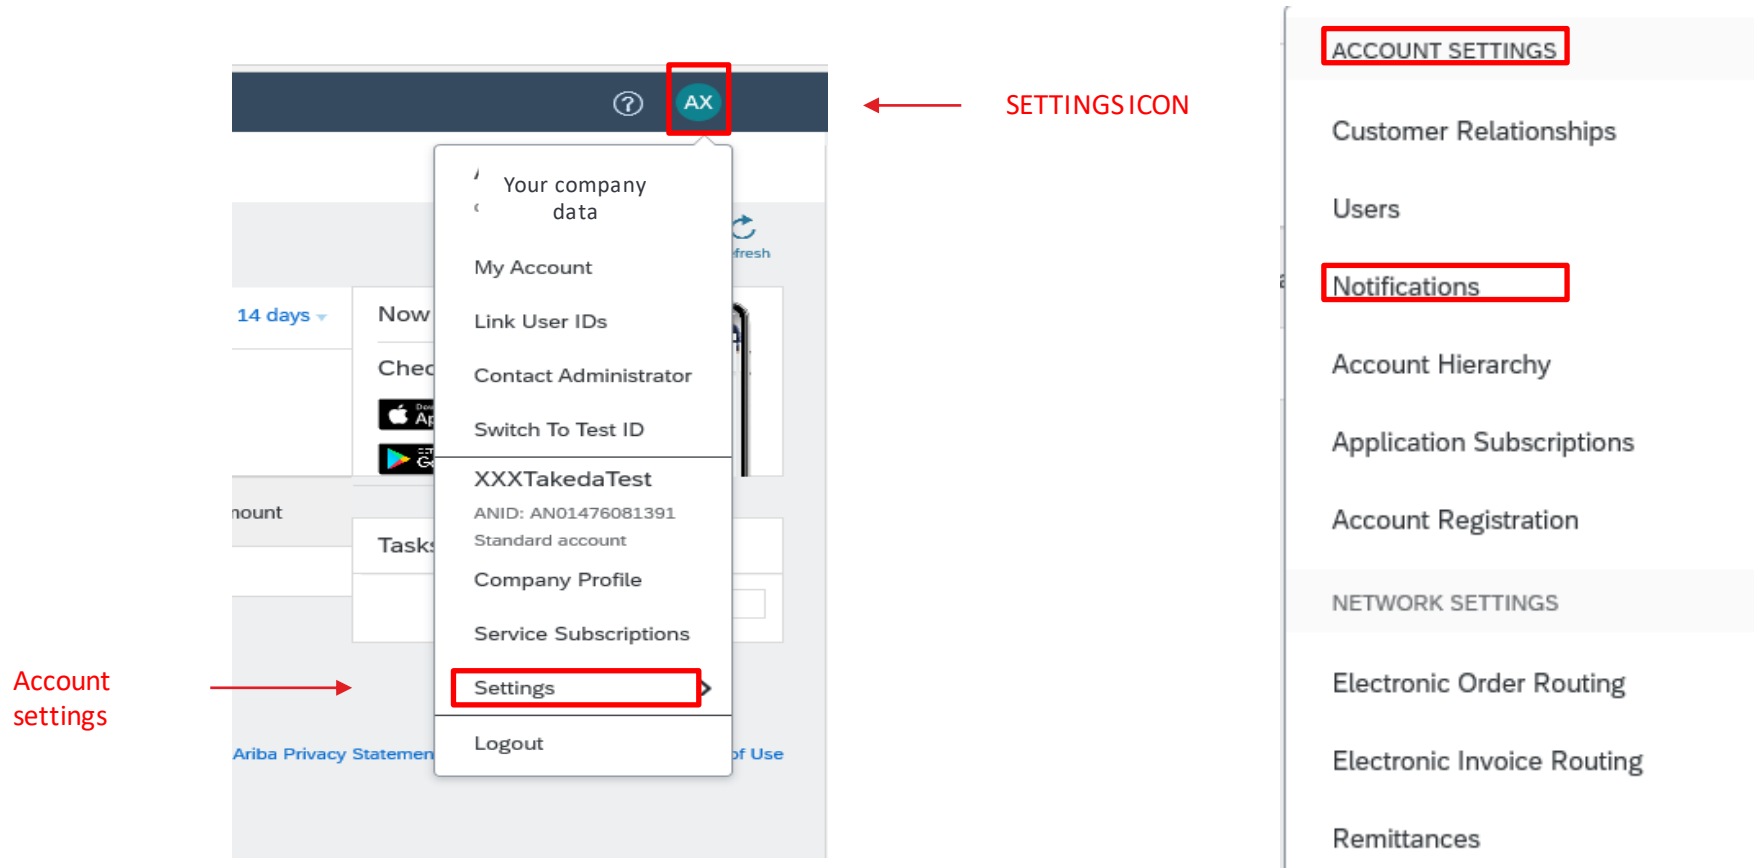 AX
SETTINGS ICON
Your company
data
My Account
Link User IDs
Contact Administrator
Switch To Test ID
XXXTakedaTest
ANID: AN01476081391
Standard account
Company Profile
Service Subscriptions
Settings
Logout
efresh
14 days
Now
Chec
Task
Ariba Privacy Statemen
of Use
Account
settings
ACCOUNT SETTINGS
Customer Relationships
Users
Notifications
Account Hierarchy
Application Subscriptions
Account Registration
NETWORK SETTINGS
Electronic Order Routing
Electronic Invoice Routing
Remittances